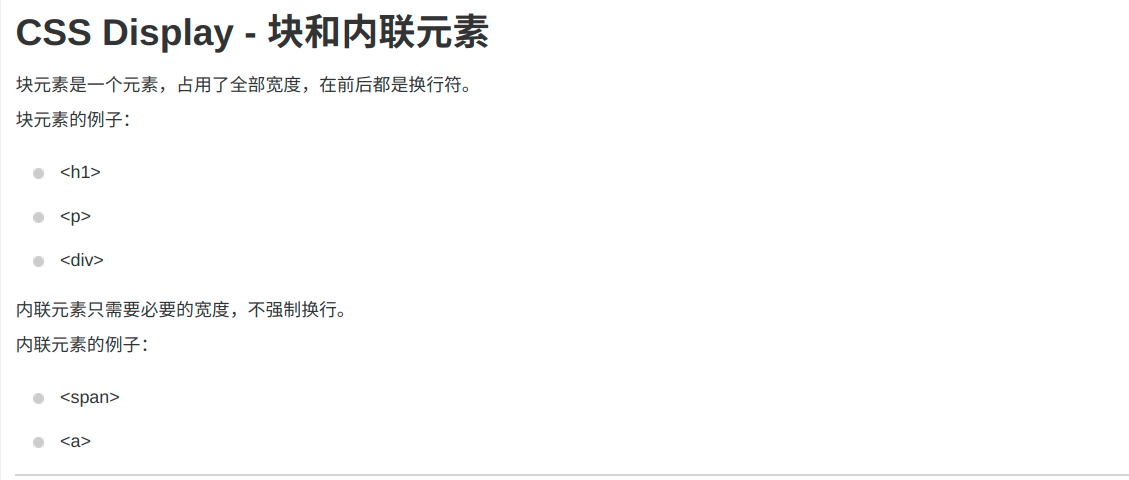 CSS Display - 块和内联元素
块元素是一个元素，占用了全部宽度，在前后都是换行符。
块元素的例子：
<h1>
<p>
<div>
内联元素只需要必要的宽度，不强制换行。
内联元素的例子：
<span>
<a>